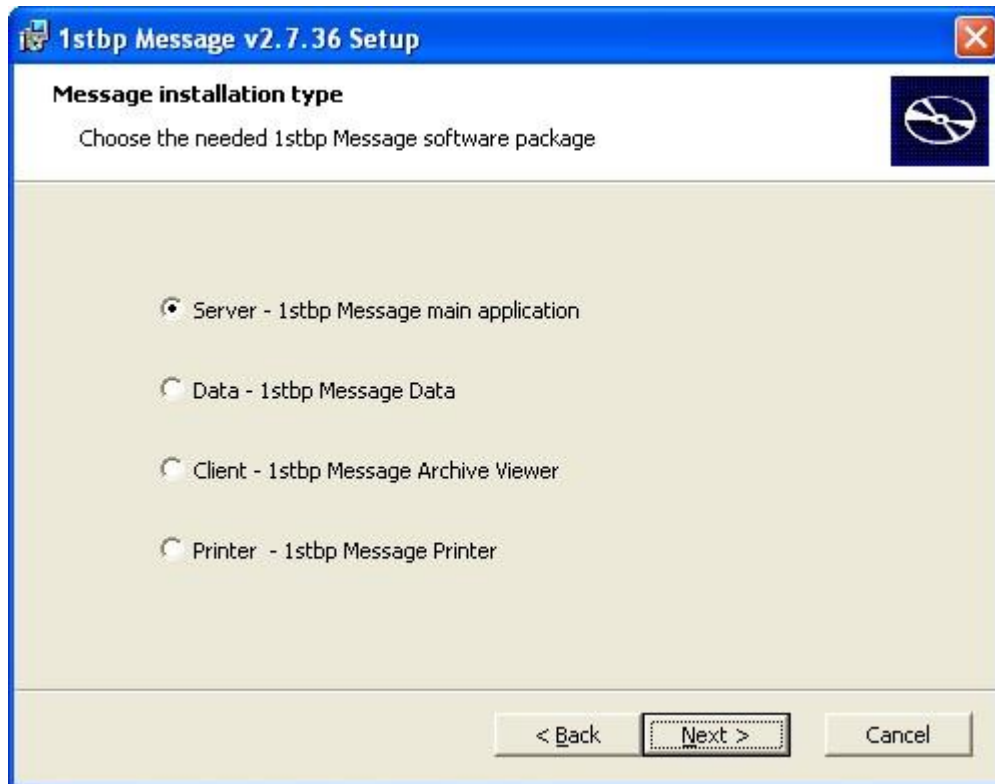 1stbp Message v2.7.36 Setup
Message installation type
Choose the needed 1stbp Message software package
Server - 1stbp Message main application
Data - 1stbp Message Data
Client - 1stbp Message Archive Viewer
Printer  - 1stbp Message Printer
< Back Next > Cancel